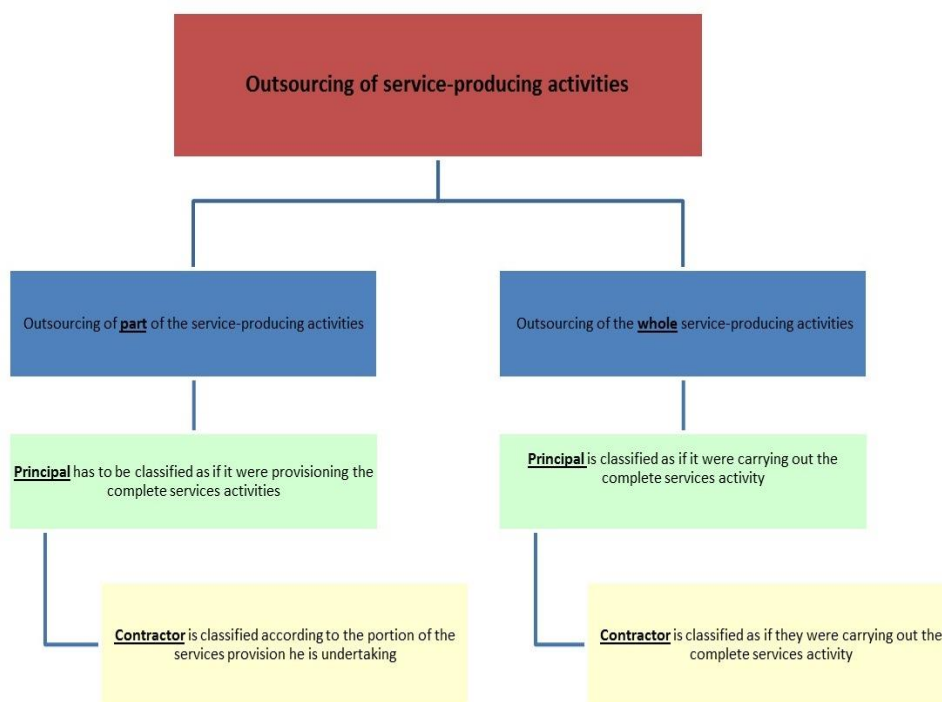 Outsourcing of service-producing activities
Outsourcing of part of the service-producing activities
Outsourcing of the whole service-producing activities
Principal has to be classified as if it were provisioning the
complete services activities
Principal is classified as if it were carrying out the
complete services activity
Contractor is classified according to the portion of the
services provision he is undertaking
Contractor is classified as if they were carrying out the
complete services activity